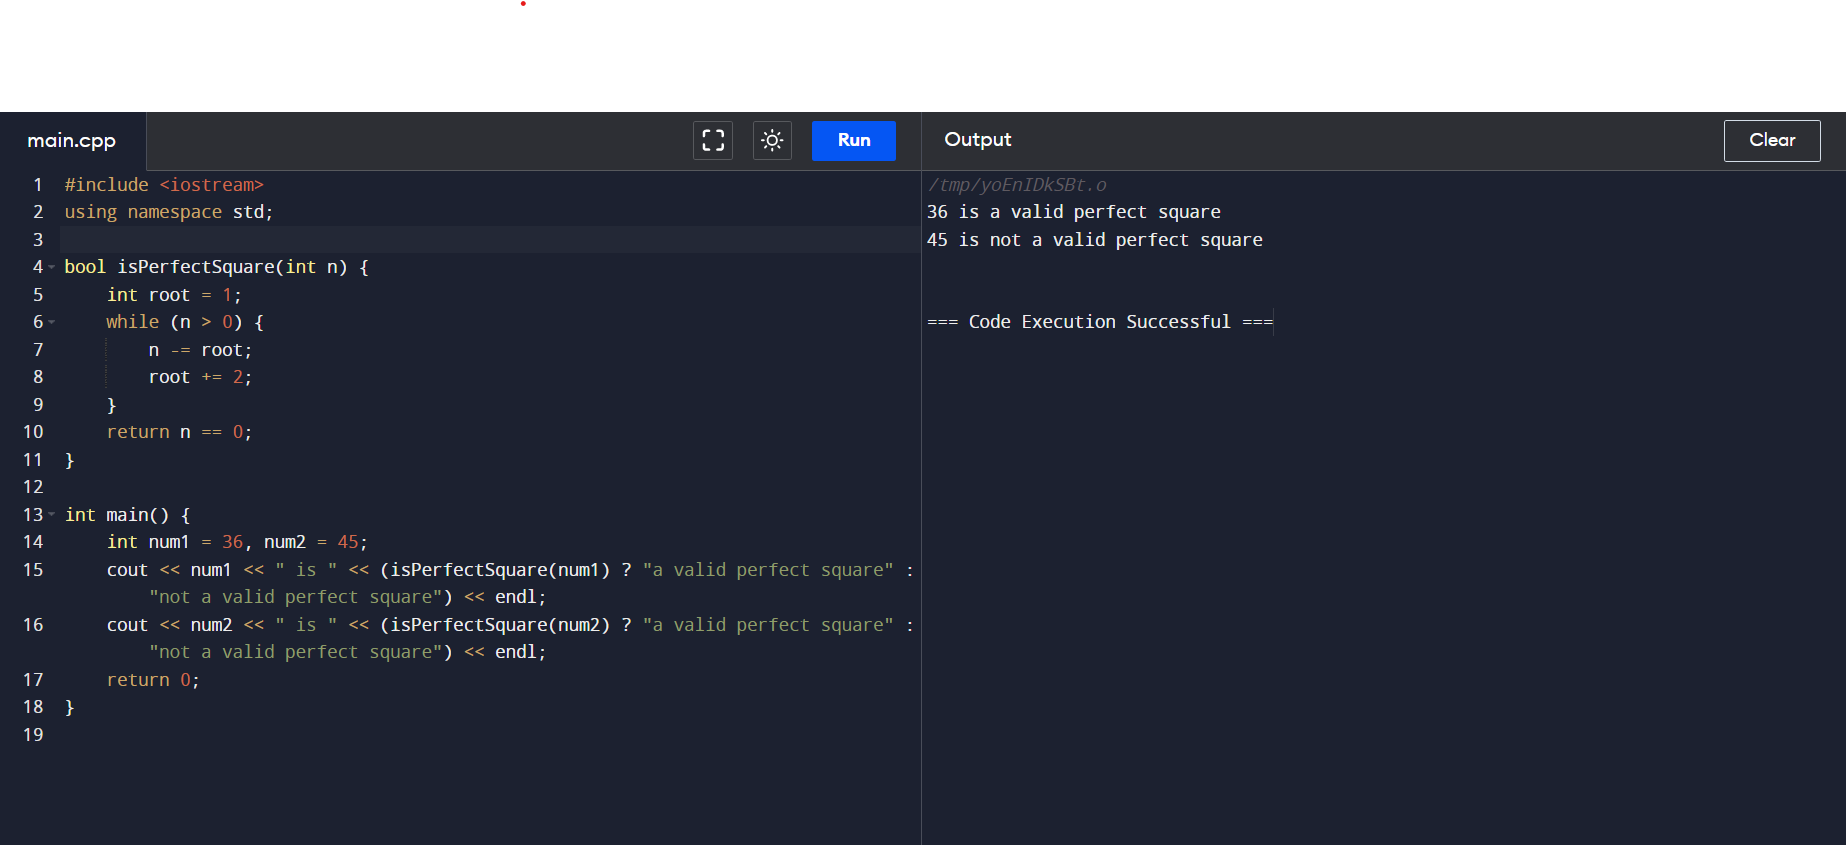 main.cpp
Run
Output
Clear
1 #include <iostream>
2 using namespace std;
3
4 bool isPerfectSquare(int n) {
5     int root = 1;
6     while (n > 0) {
7         n -= root;
8         root += 2;
9     }
10     return n == 0;
11 }
12
13 int main() {
14     int num1 = 36, num2 = 45;
15     cout << num1 << " is " << (isPerfectSquare(num1) ? "a valid perfect square" :
        "not a valid perfect square") << endl;
16     cout << num2 << " is " << (isPerfectSquare(num2) ? "a valid perfect square" :
        "not a valid perfect square") << endl;
17     return 0;
18 }
19
/tmp/yoEnIDkSBt.o
36 is a valid perfect square
45 is not a valid perfect square
=== Code Execution Successful ===